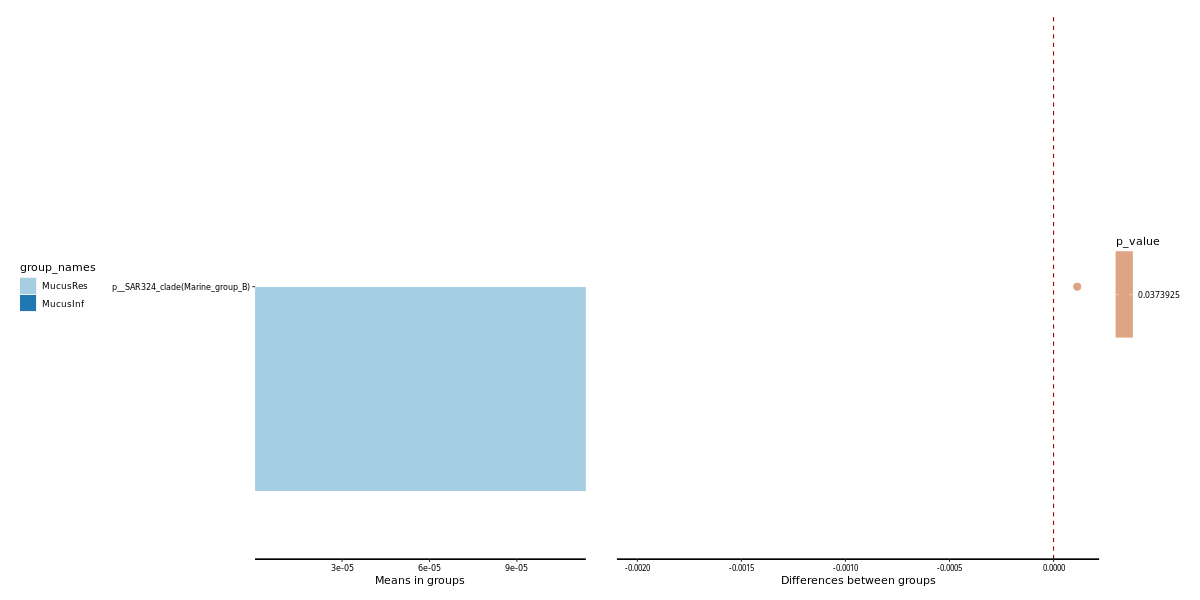 group_names
MucusRes
MucusInf
p__SAR324_clade(Marine_group_B)
3e-05 6e-05 9e-05
Means in groups
-0.0020 -0.0015 -0.0010 -0.0005 0.0000
Differences between groups
p_value
0.0373925